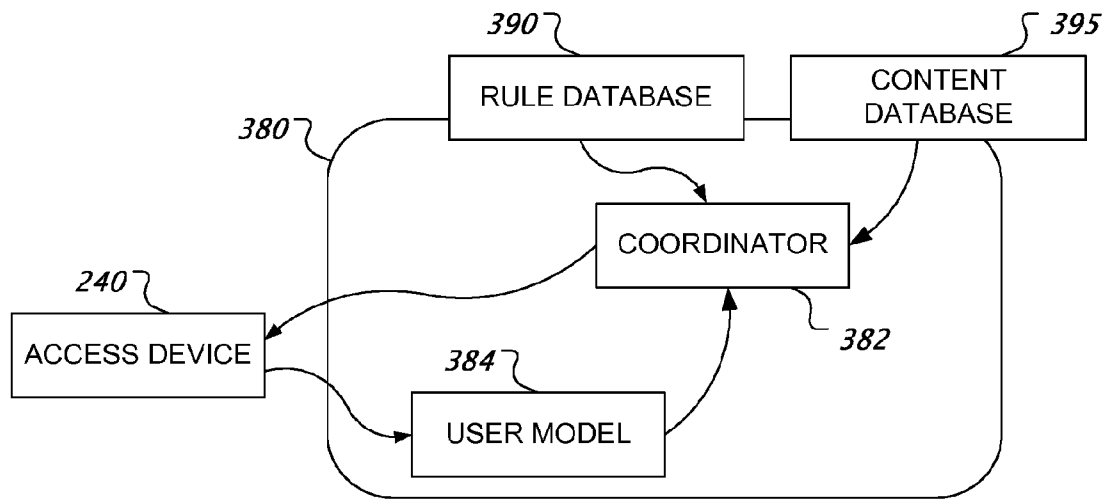 390
395
RULE DATABASE
CONTENT
DATABASE
380
COORDINATOR
240
382
ACCESS DEVICE
384
USER MODEL